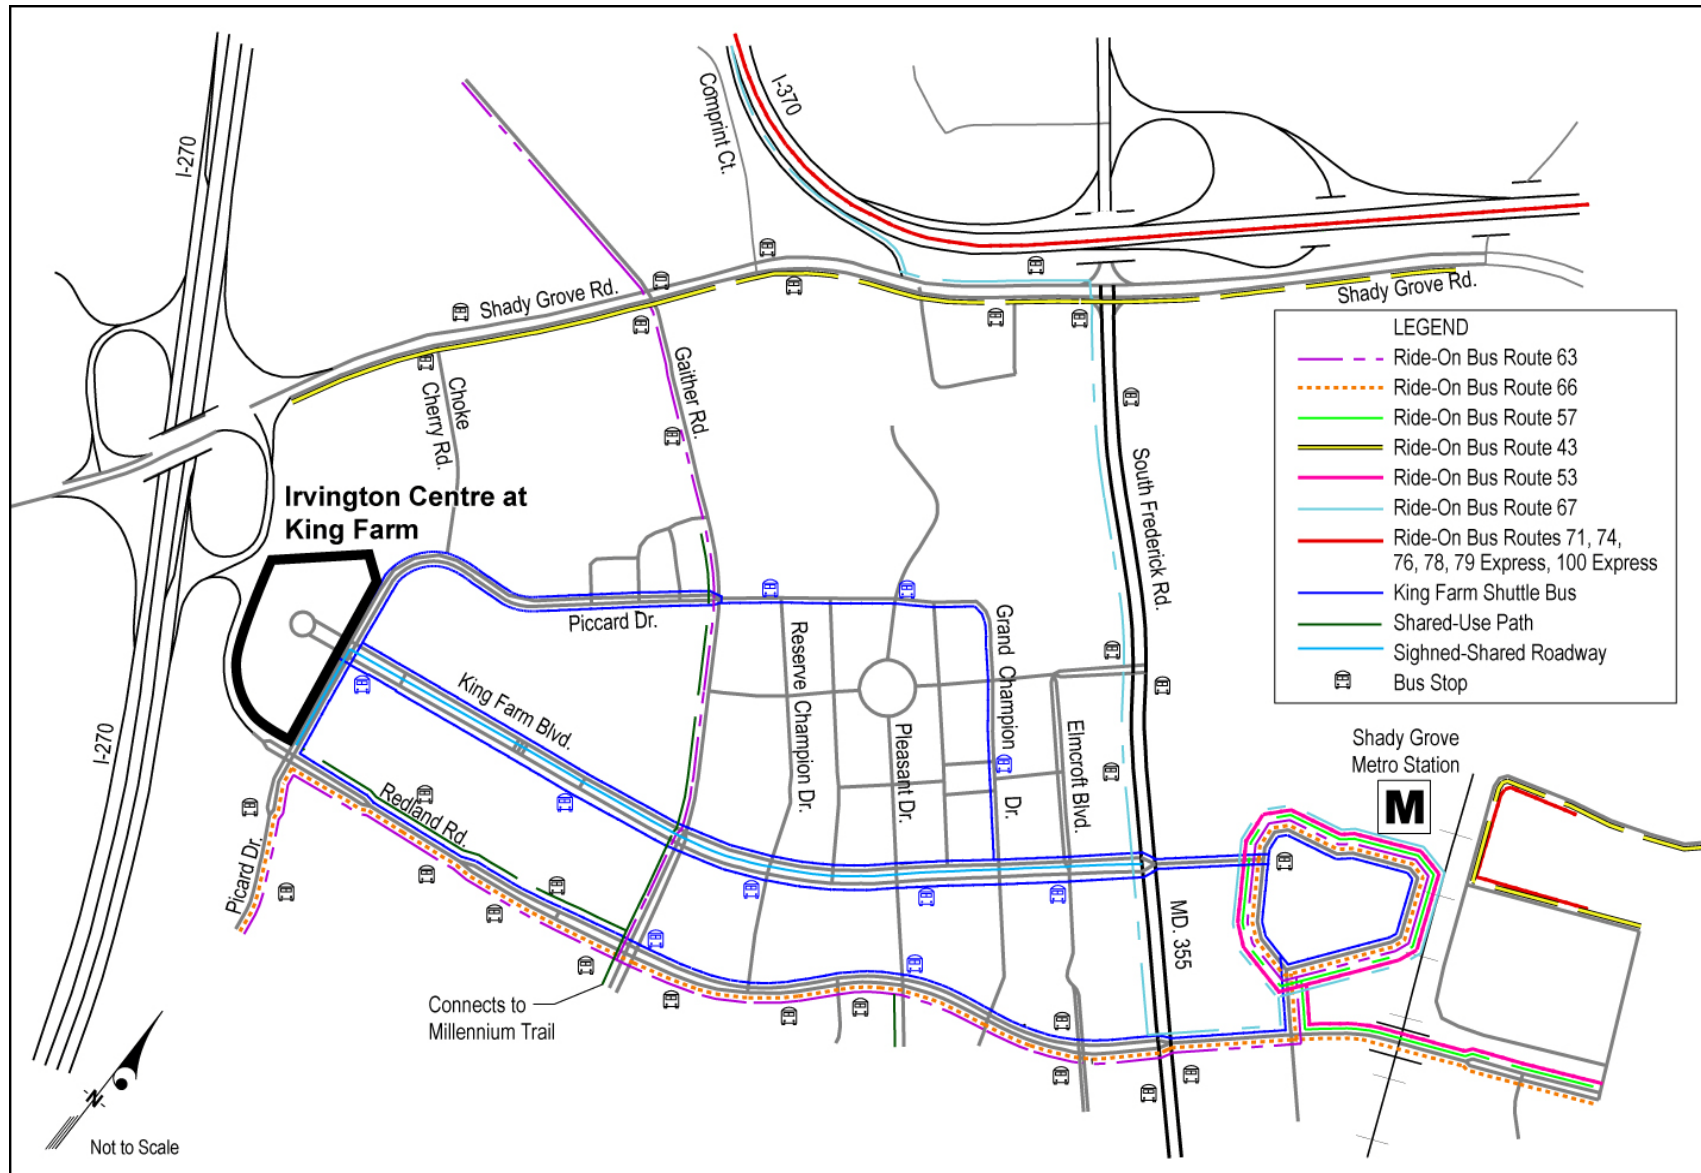 I-270
Comprint Ct.
I-370
Shady Grove Rd.
Shady Grove Rd.
Gaither Rd.
Choke
Cherry Rd.
Irvington Centre at
King Farm
South Frederick Rd.
LEGEND
Ride-On Bus Route 63
Ride-On Bus Route 66
Ride-On Bus Route 57
Ride-On Bus Route 43
Ride-On Bus Route 53
Ride-On Bus Route 67
Ride-On Bus Routes 71, 74,
76, 78, 79 Express, 100 Express
King Farm Shuttle Bus
Shared-Use Path
Sighned-Shared Roadway
Bus Stop
Piccard Dr.
King Farm Blvd.
Reserve Champion Dr.
Pleasant Dr.
Grand Champion Dr.
Elmcroft Blvd.
I-270
Redland Rd.
Picard Dr.
Shady Grove
Metro Station
M
MD. 355
Connects to
Millennium Trail
N
Not to Scale